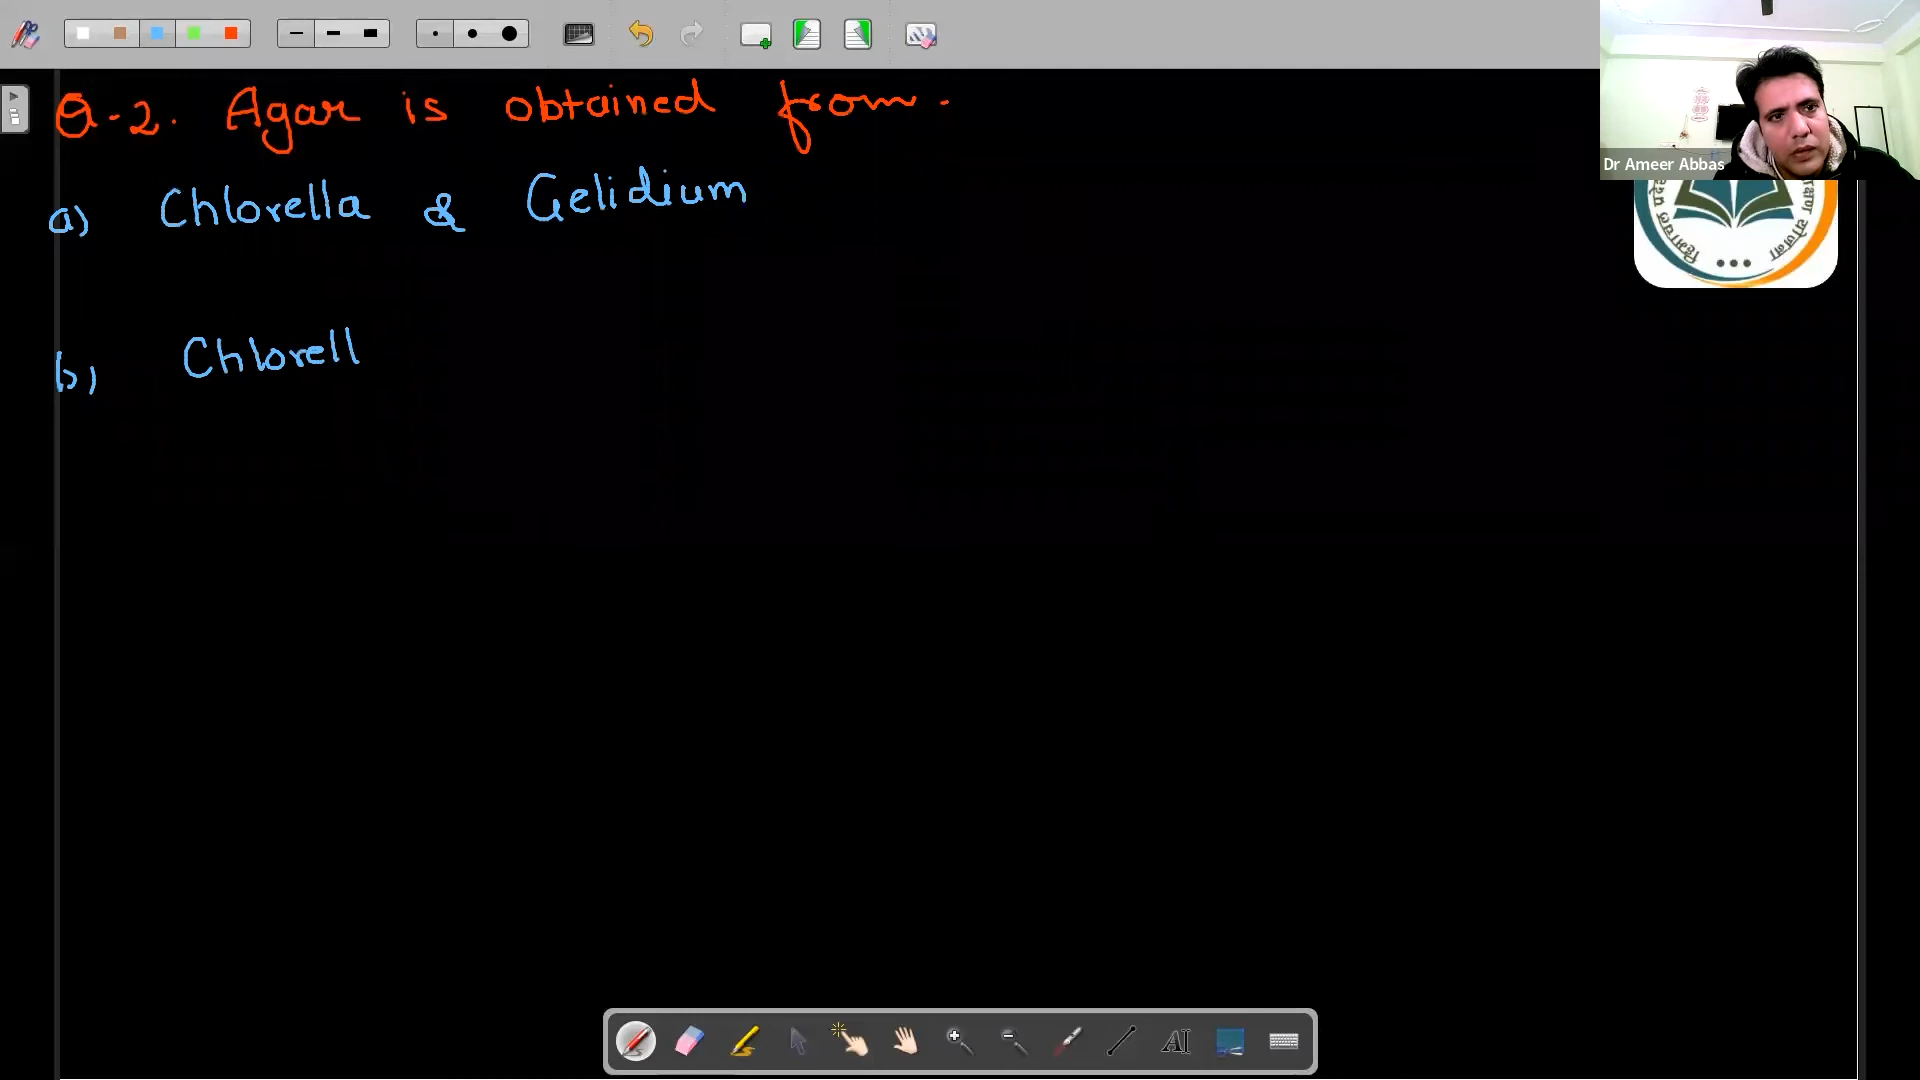 Q-2. Agar is obtained from.
a) Chlorella & Gelidium
b) Chlorell
Dr Ameer Abbas